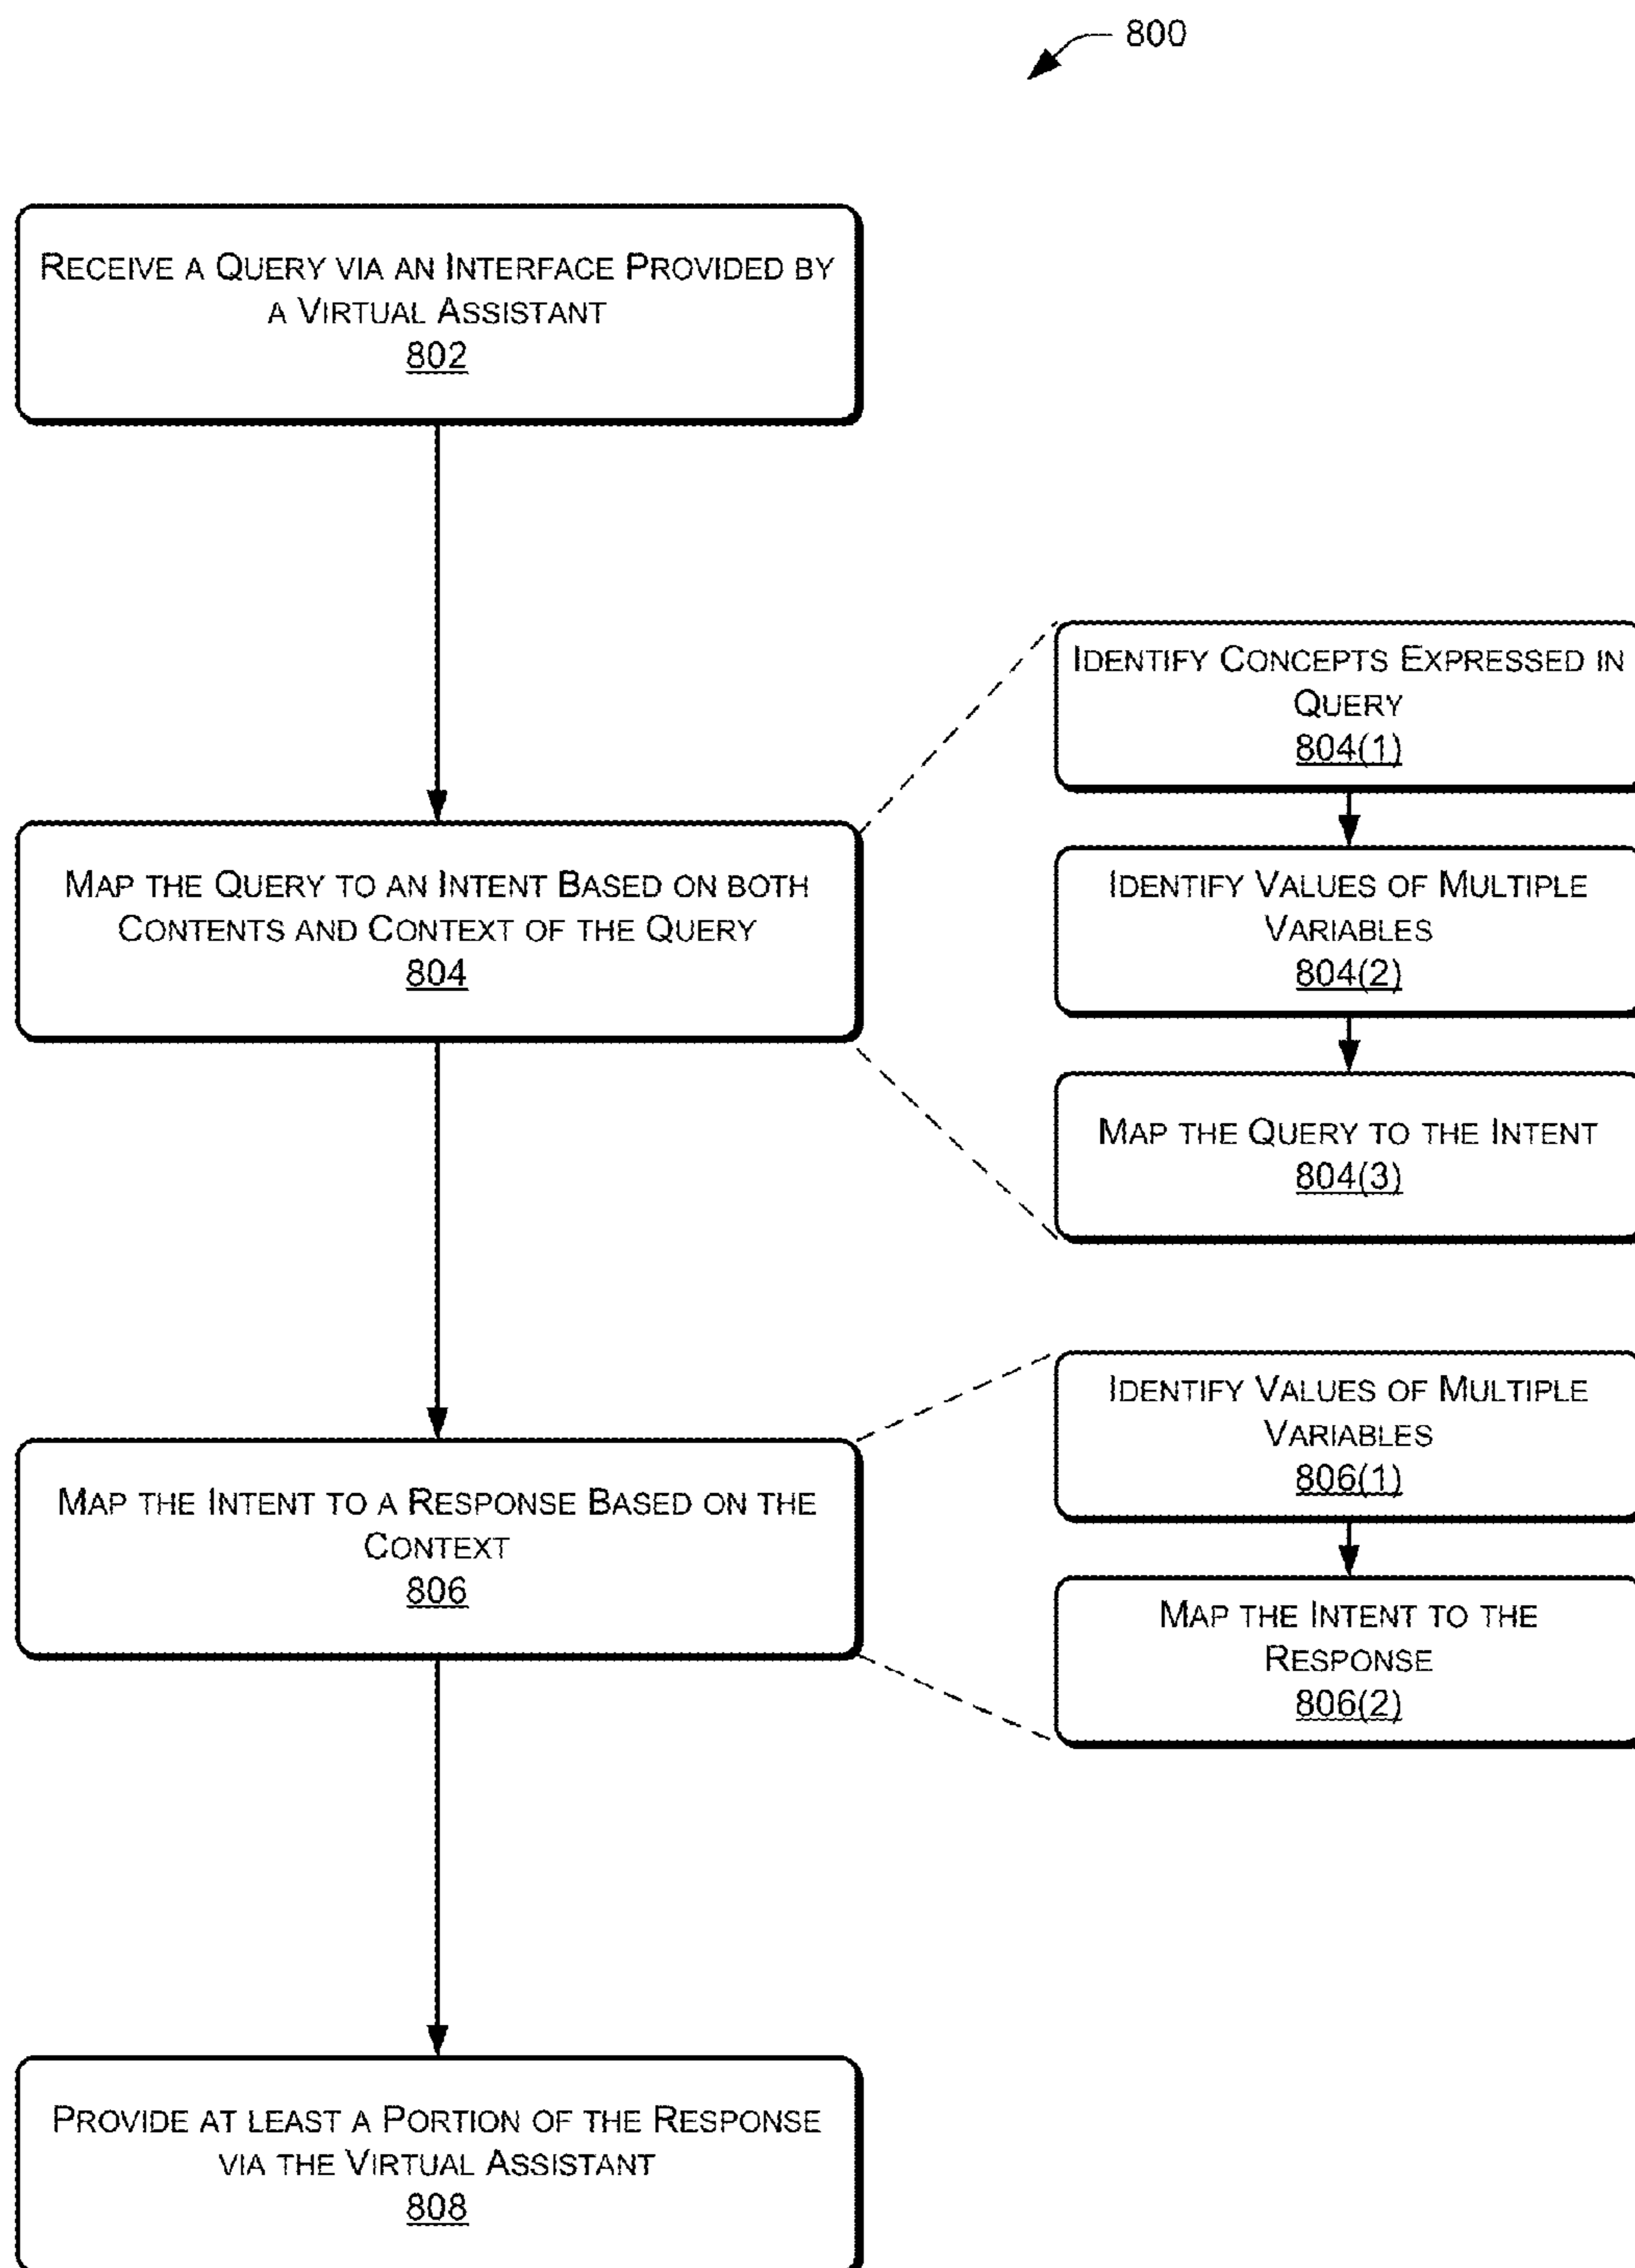 800
RECEIVE A QUERY VIA AN INTERFACE PROVIDED BY
A VIRTUAL ASSISTANT
802
MAP THE QUERY TO AN INTENT BASED ON BOTH
CONTENTS AND CONTEXT OF THE QUERY
804
IDENTIFY CONCEPTS EXPRESSED IN
QUERY
804(1)
IDENTIFY VALUES OF MULTIPLE
VARIABLES
804(2)
MAP THE QUERY TO THE INTENT
804(3)
MAP THE INTENT TO A RESPONSE BASED ON THE
CONTEXT
806
IDENTIFY VALUES OF MULTIPLE
VARIABLES
806(1)
MAP THE INTENT TO THE
RESPONSE
806(2)
PROVIDE AT LEAST A PORTION OF THE RESPONSE
VIA THE VIRTUAL ASSISTANT
808